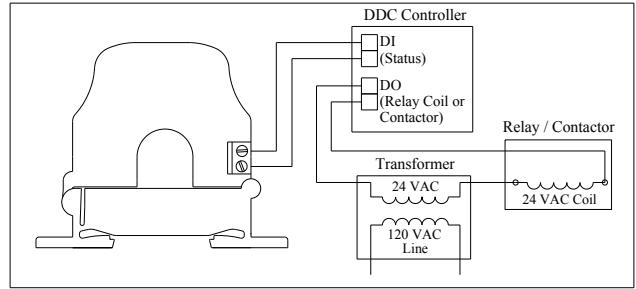 DDC Controller
DI
(Status)
DO
(Relay Coil or
Contactor)
Relay / Contactor
24 VAC Coil
Transformer
24 VAC
120 VAC
Line